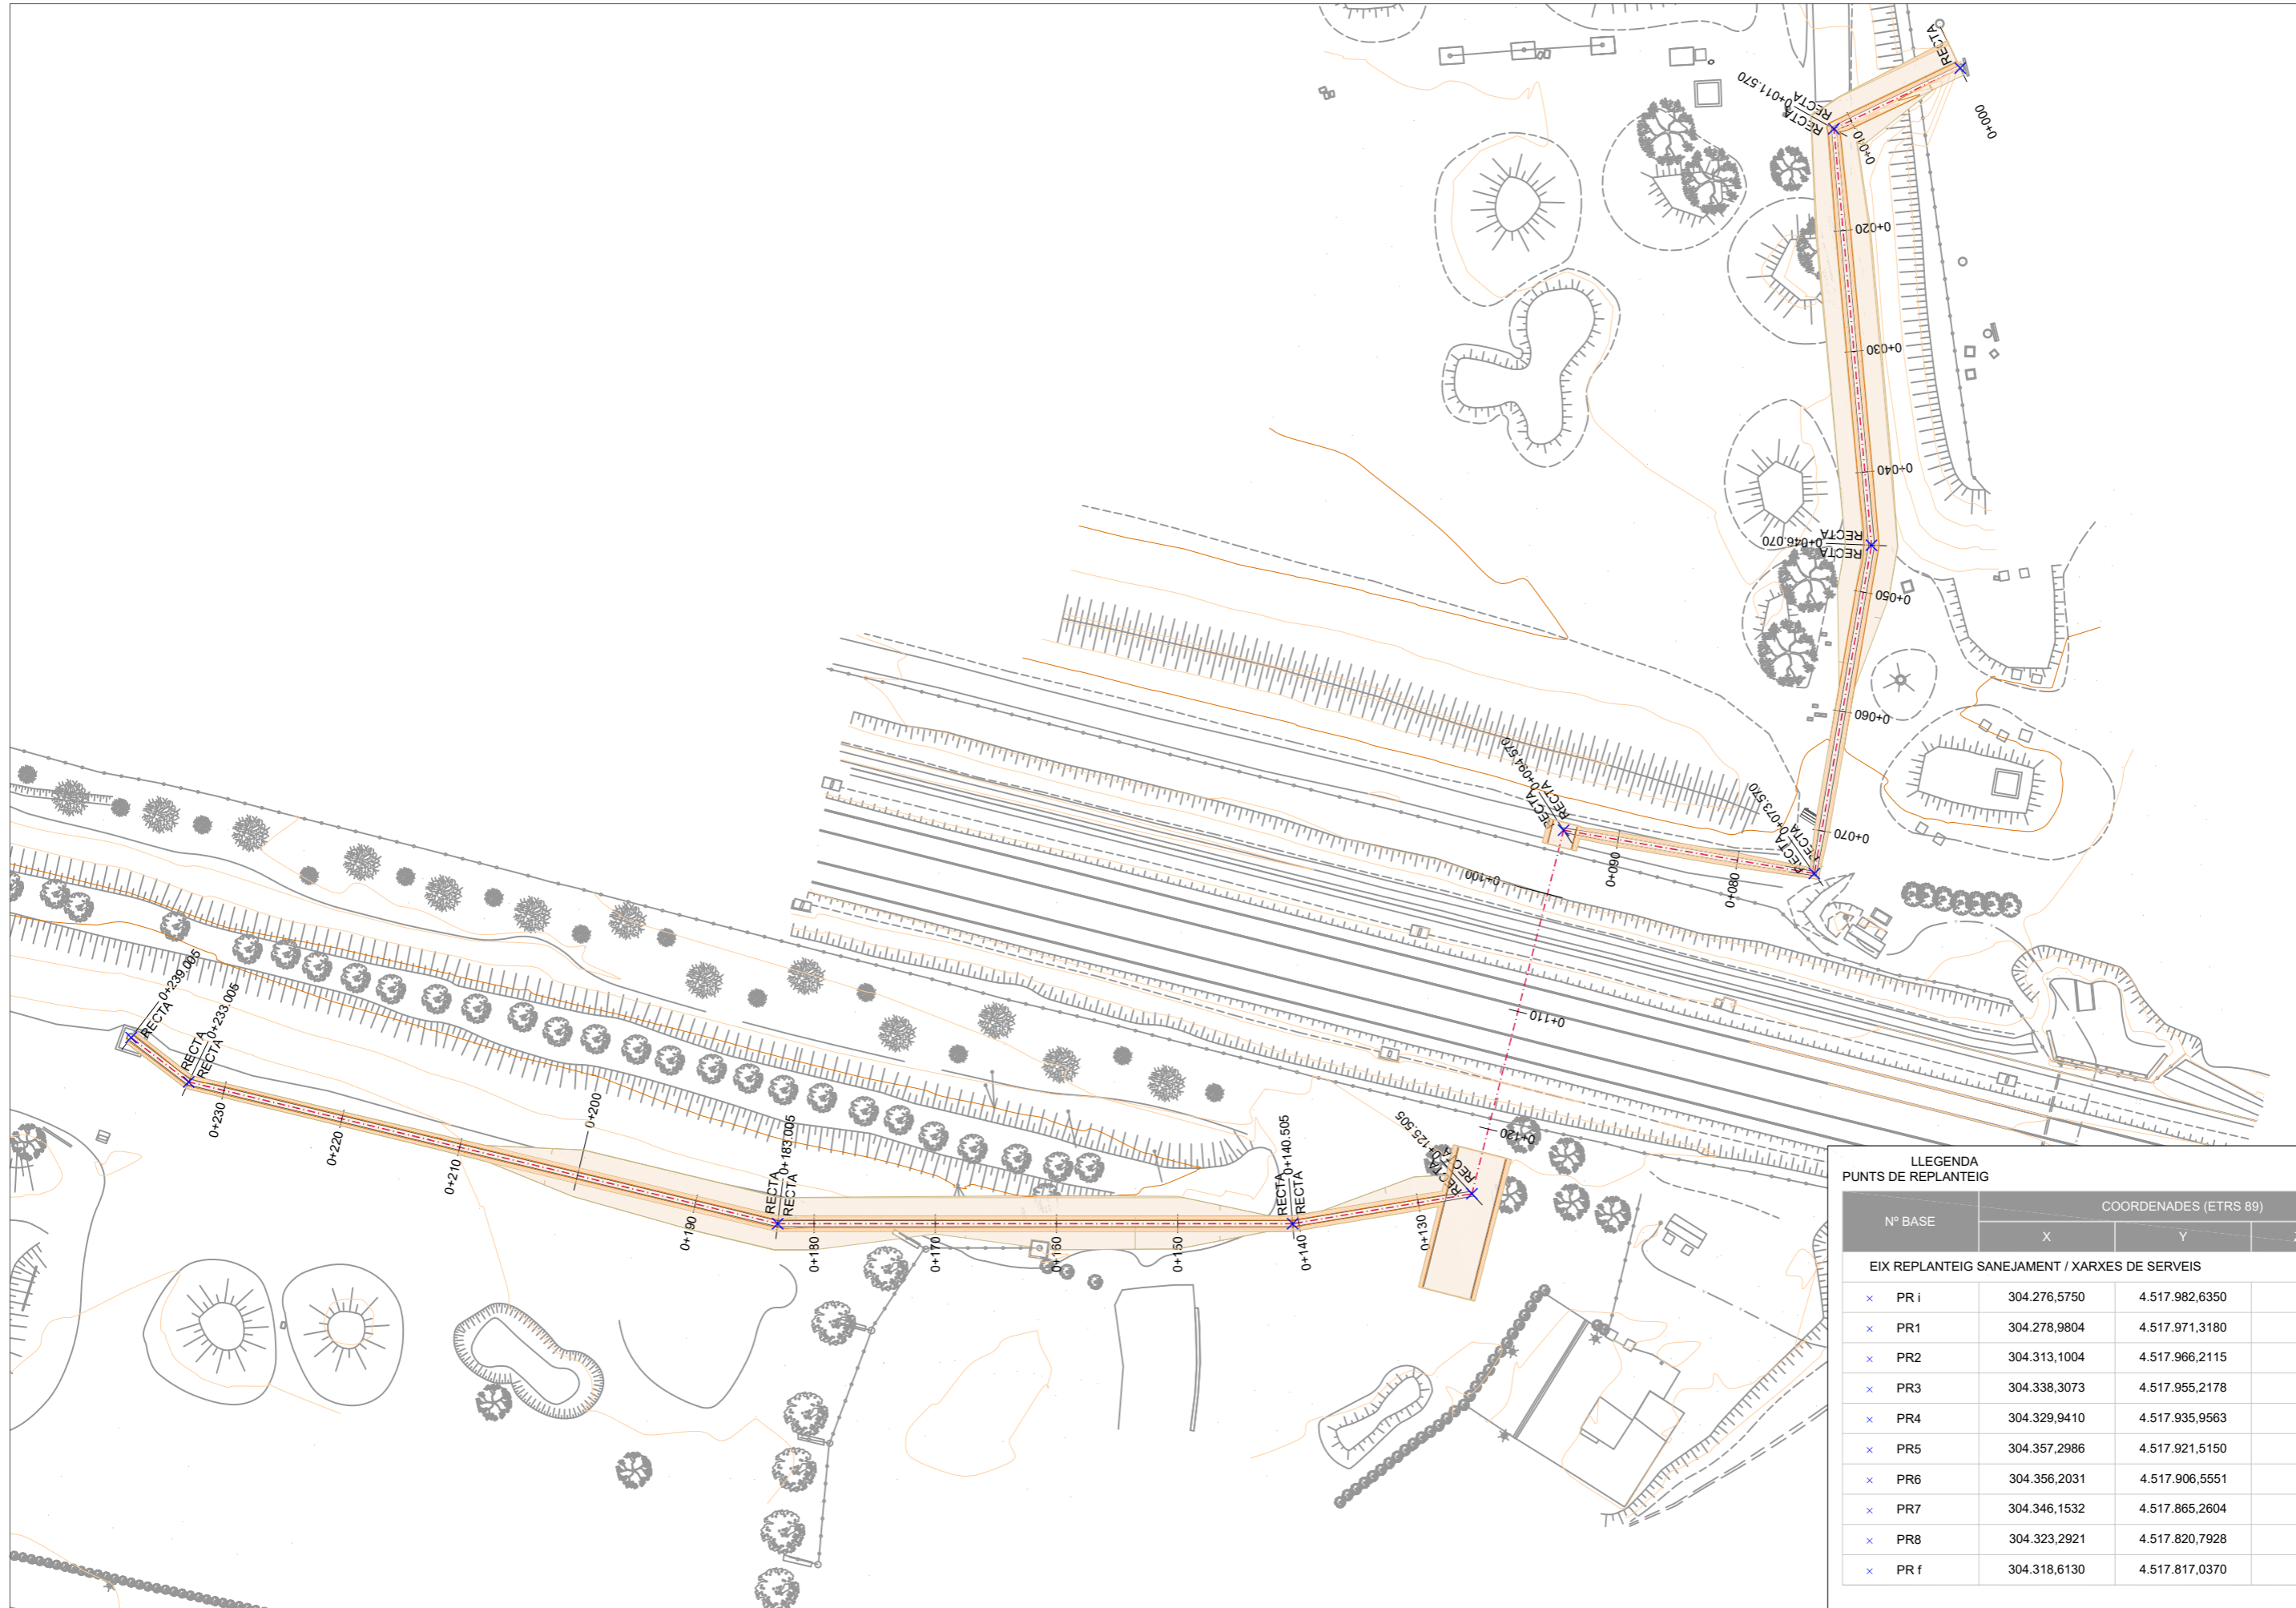 RECTA
0+000
0+011.570
RECTA
RECTA
0+010
0+020
0+030
0+040
RECTA
0+046.070
RECTA
0+050
0+060
0+070
0+073.570
RECTA
RECTA
0+080
0+090
0+094.570
RECTA
RECTA
0+100
0+110
0+120
0+125.505
RECTA
RECTA
0+130
0+140
RECTA
0+140.505
RECTA
0+150
0+160
0+170
0+180
RECTA
0+183.005
RECTA
0+190
0+200
0+210
0+220
0+230
RECTA
0+233.005
RECTA
0+239.005
RECTA
LLEGENDA
PUNTS DE REPLANTEIG
Nº BASE COORDENADES (ETRS 89)
X Y
EIX REPLANTEIG SANEJAMENT / XARXES DE SERVEIS
PR i 304.276,5750 4.517.982,6350
PR1 304.278,9804 4.517.971,3180
PR2 304.313,1004 4.517.966,2115
PR3 304.338,3073 4.517.955,2178
PR4 304.329,9410 4.517.935,9563
PR5 304.357,2986 4.517.921,5150
PR6 304.356,2031 4.517.906,5551
PR7 304.346,1532 4.517.865,2604
PR8 304.323,2921 4.517.820,7928
PR f 304.318,6130 4.517.817,0370